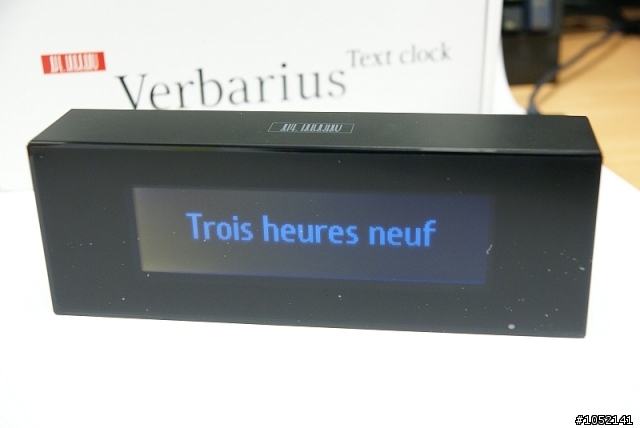 Text clock
Verbarius
Trois heures neuf
#1052141